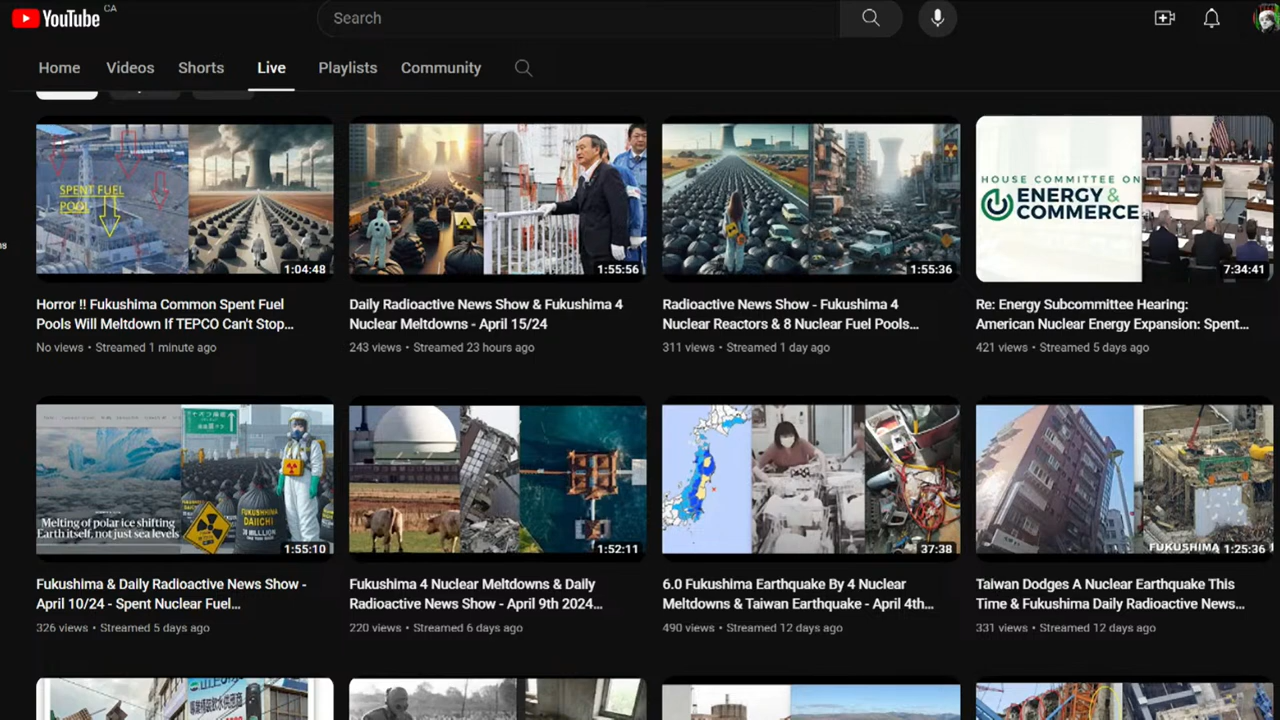 YouTube CA
Search
Home Videos Shorts Live Playlists Community
SPENT FUEL
POOL
1:04:48
1:55:56
1:55:36
HOUSE COMMITTEE ON
ENERGY &
COMMERCE
7:34:41
Horror !! Fukushima Common Spent Fuel
Pools Will Meltdown If TEPCO Can't Stop...
No views • Streamed 1 minute ago
Daily Radioactive News Show & Fukushima 4
Nuclear Meltdowns - April 15/24
243 views • Streamed 23 hours ago
Radioactive News Show - Fukushima 4
Nuclear Reactors & 8 Nuclear Fuel Pools...
311 views • Streamed 1 day ago
Re: Energy Subcommittee Hearing:
American Nuclear Energy Expansion: Spent...
421 views • Streamed 5 days ago
Melting of polar ice shifting
Earth itself, not just sea levels
FUKUSHIMA
DAIICHI
1:55:10
1:52:11
37:38
FUKUSHIMA
1:25:36
Fukushima & Daily Radioactive News Show -
April 10/24 - Spent Nuclear Fuel...
326 views • Streamed 5 days ago
Fukushima 4 Nuclear Meltdowns & Daily
Radioactive News Show - April 9th 2024...
220 views • Streamed 6 days ago
6.0 Fukushima Earthquake By 4 Nuclear
Meltdowns & Taiwan Earthquake - April 4th...
490 views • Streamed 12 days ago
Taiwan Dodges A Nuclear Earthquake This
Time & Fukushima Daily Radioactive News...
331 views • Streamed 12 days ago